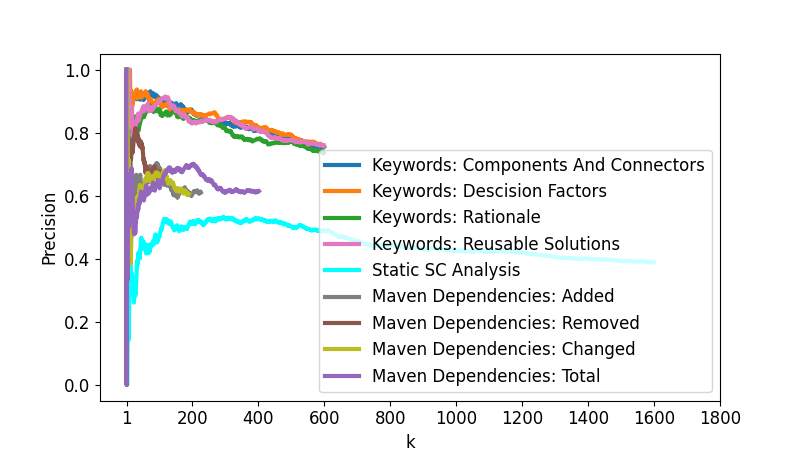 1.0
0.8
0.6
0.4
0.2
0.0
Precision
Keywords: Components And Connectors
Keywords: Descision Factors
Keywords: Rationale
Keywords: Reusable Solutions
Static SC Analysis
Maven Dependencies: Added
Maven Dependencies: Removed
Maven Dependencies: Changed
Maven Dependencies: Total
1 200 400 600 800 1000 1200 1400 1600 1800
k